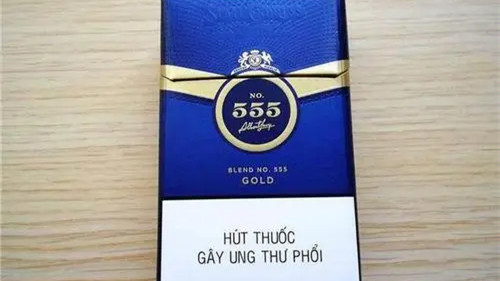 NO.
555
BLEND NO. 555
GOLD
HÚT THUỐC
GÂY UNG THƯ PHỔI